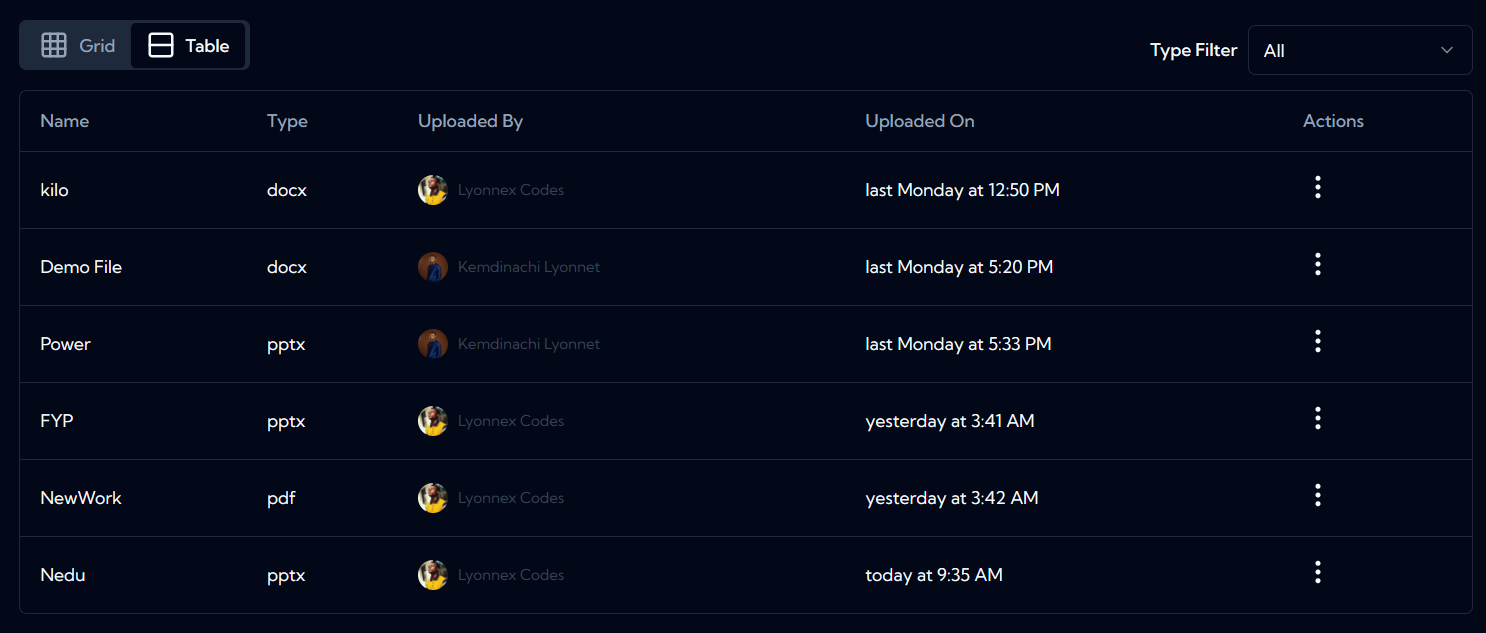 Grid Table Type Filter All
Name Type Uploaded By Uploaded On Actions
kilo docx Lyonnex Codes last Monday at 12:50 PM
Demo File docx Kemdinachi Lyonnet last Monday at 5:20 PM
Power pptx Kemdinachi Lyonnet last Monday at 5:33 PM
FYP pptx Lyonnex Codes yesterday at 3:41 AM
NewWork pdf Lyonnex Codes yesterday at 3:42 AM
Nedu pptx Lyonnex Codes today at 9:35 AM